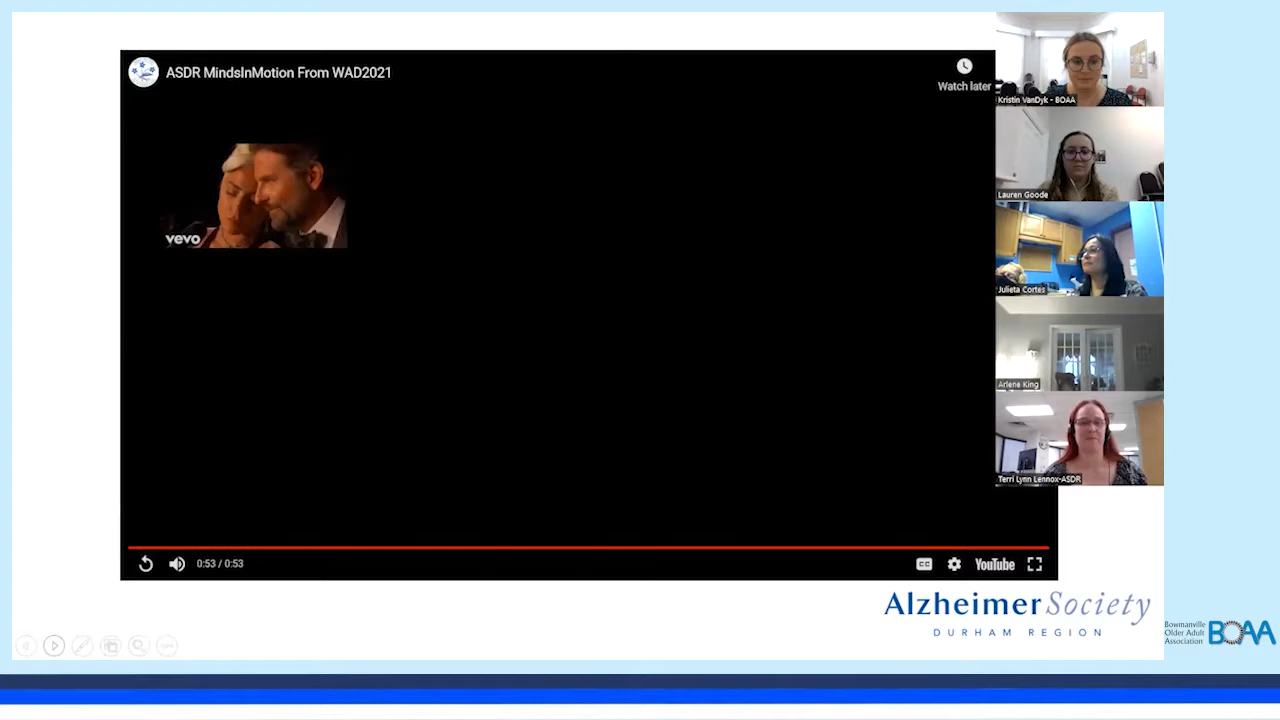 ASDR MindsInMotion From WAD2021
Watch later
vevo
0:53 / 0:53
CC
YouTube
Kristin VanDyk - BOAA
Lauren Goode
Julieta Cortes
Arlene King
Terri Lynn Lennox-ASDR
Alzheimer Society
DURHAM REGION
Bowmanville
Older Adult
Association
BOAA